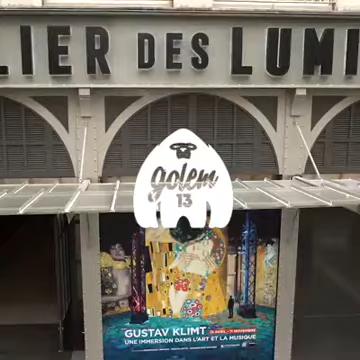 LIER DES LUMI
golem
13
GUSTAV KLIMT
UNE IMMERSION DANS L'ART ET LA MUSIQUE